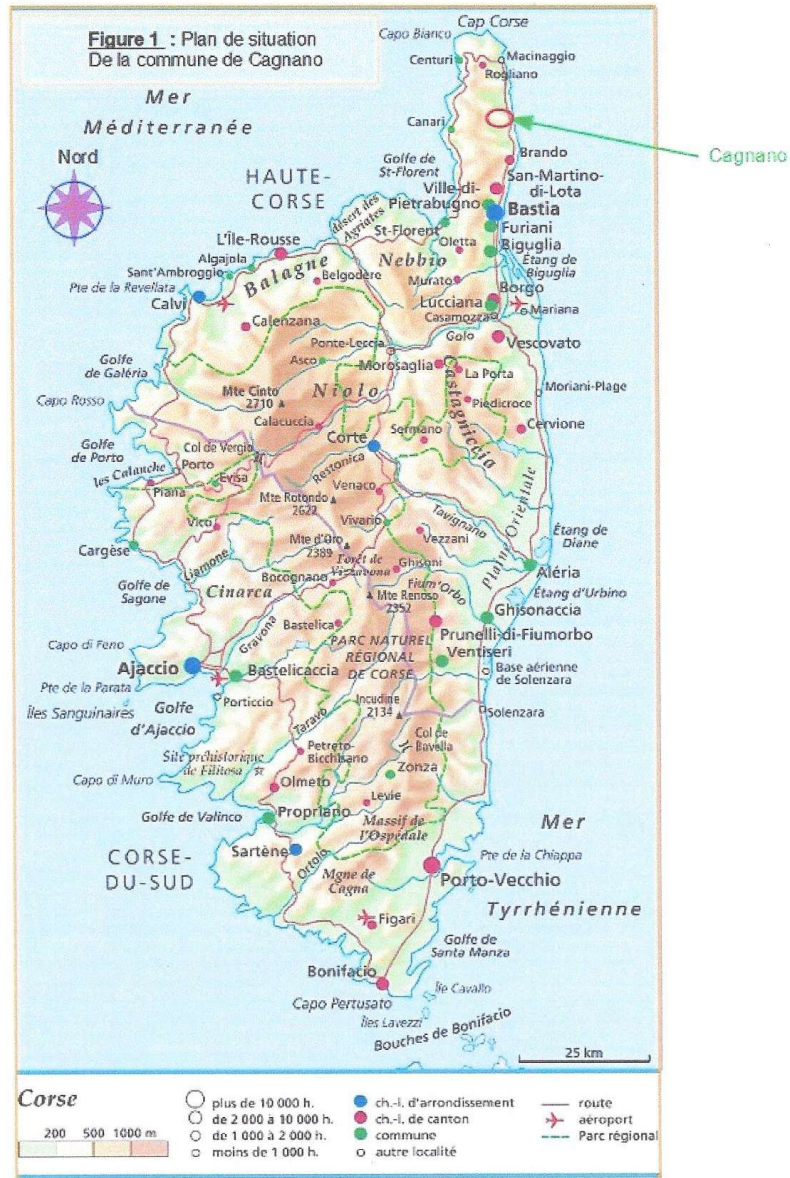 Figure 1 : Plan de situation
De la commune de Cagnano
Cap Corse
Capo Bianco
Centuri
Macinaggio
Rogliano
Mer
Méditerranée
Canari
Cagnano
Nord
Golfe de
St-Florent
Brando
San-Martino-
di-Lota
HAUTE-
CORSE
Ville-di-
Pietrabugno
Bastia
désert des
Agriates
St-Florent
Furiani
L'Île-Rousse
Oletta
Biguglia
Algajola
Nebbio
Étang de
Biguglia
Sant'Ambroggio
Balagne
Belgodère
Murato
Borgo
Pte de la Revellata
Calvi
Lucciana
Mariana
Casamozza
Calenzana
Golo
Vescovato
Ponte-Leccia
Golfe
de Galéria
Asco
Morosaglia
La Porta
Castagniccia
Moriani-Plage
Mte Cinto
2710
Niolo
Piedicroce
Capo Rosso
Calacuccia
Sermano
Cervione
Golfe
de Porto
Col de Vergio
Corte
les Calanche
Porto
Restonica
Evisa
Piana
Venaco
Mte Rotondo
2622
Tavignano
Plaine Orientale
Vico
Vivario
Vezzani
Étang de
Diane
Cargèse
Mte d'Oro
2389
Liamone
Forêt de
Vizzavona
Ghisoni
Aléria
Golfe de
Sagone
Cinarca
Bocognano
Fium'Orbo
Étang d'Urbino
Mte Renoso
2352
Ghisonaccia
Gravona
Bastelica
Prunelli-di-Fiumorbo
Capo di Feno
PARC NATUREL
RÉGIONAL
DE CORSE
Ventiseri
Ajaccio
Bastelicaccia
Base aérienne
de Solenzara
Pte de la Parata
Porticcio
Îles Sanguinaires
Golfe
d'Ajaccio
Incudine
2134
Solenzara
Taravo
Col de
Bavella
Site préhistorique
de Filitosa
Petreto-
Bicchisano
Zonza
Capo di Muro
Olmeto
Levie
Golfe de Valinco
Propriano
Massif de
l'Ospédale
Mer
CORSE-
DU-SUD
Sartène
Ortolo
Pte de la Chiappa
Mgne de
Cagna
Porto-Vecchio
Tyrrhénienne
Figari
Golfe de
Santa Manza
Bonifacio
Île Cavallo
Capo Pertusato
Îles Lavezzi
Bouches de Bonifacio
25 km
Corse
200 500 1000 m
plus de 10 000 h.
de 2 000 à 10 000 h.
de 1 000 à 2 000 h.
moins de 1 000 h.
ch.-l. d'arrondissement
ch.-l. de canton
commune
autre localité
route
aéroport
Parc régional